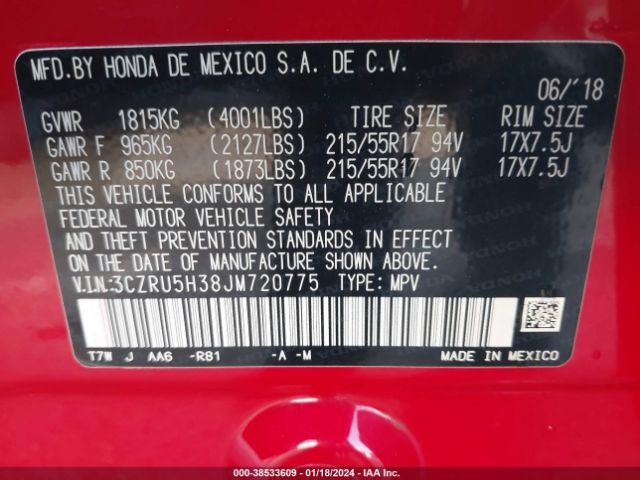 MFD.BY HONDA DE MEXICO S.A. DE C.V.
06/'18
GVWR 1815KG (4001LBS) TIRE SIZE RIM SIZE
GAWR F 965KG (2127LBS) 215/55R17 94V 17X7.5J
GAWR R 850KG (1873LBS) 215/55R17 94V 17X7.5J
THIS VEHICLE CONFORMS TO ALL APPLICABLE
FEDERAL MOTOR VEHICLE SAFETY
AND THEFT PREVENTION STANDARDS IN EFFECT
ON THE DATE OF MANUFACTURE SHOWN ABOVE.
V.I.N:3CZRU5H38JM720775 TYPE: MPV
T7W J AA6 -R81 -A -M MADE IN MEXICO
000-38533609 - 01/18/2024 - IAA Inc.